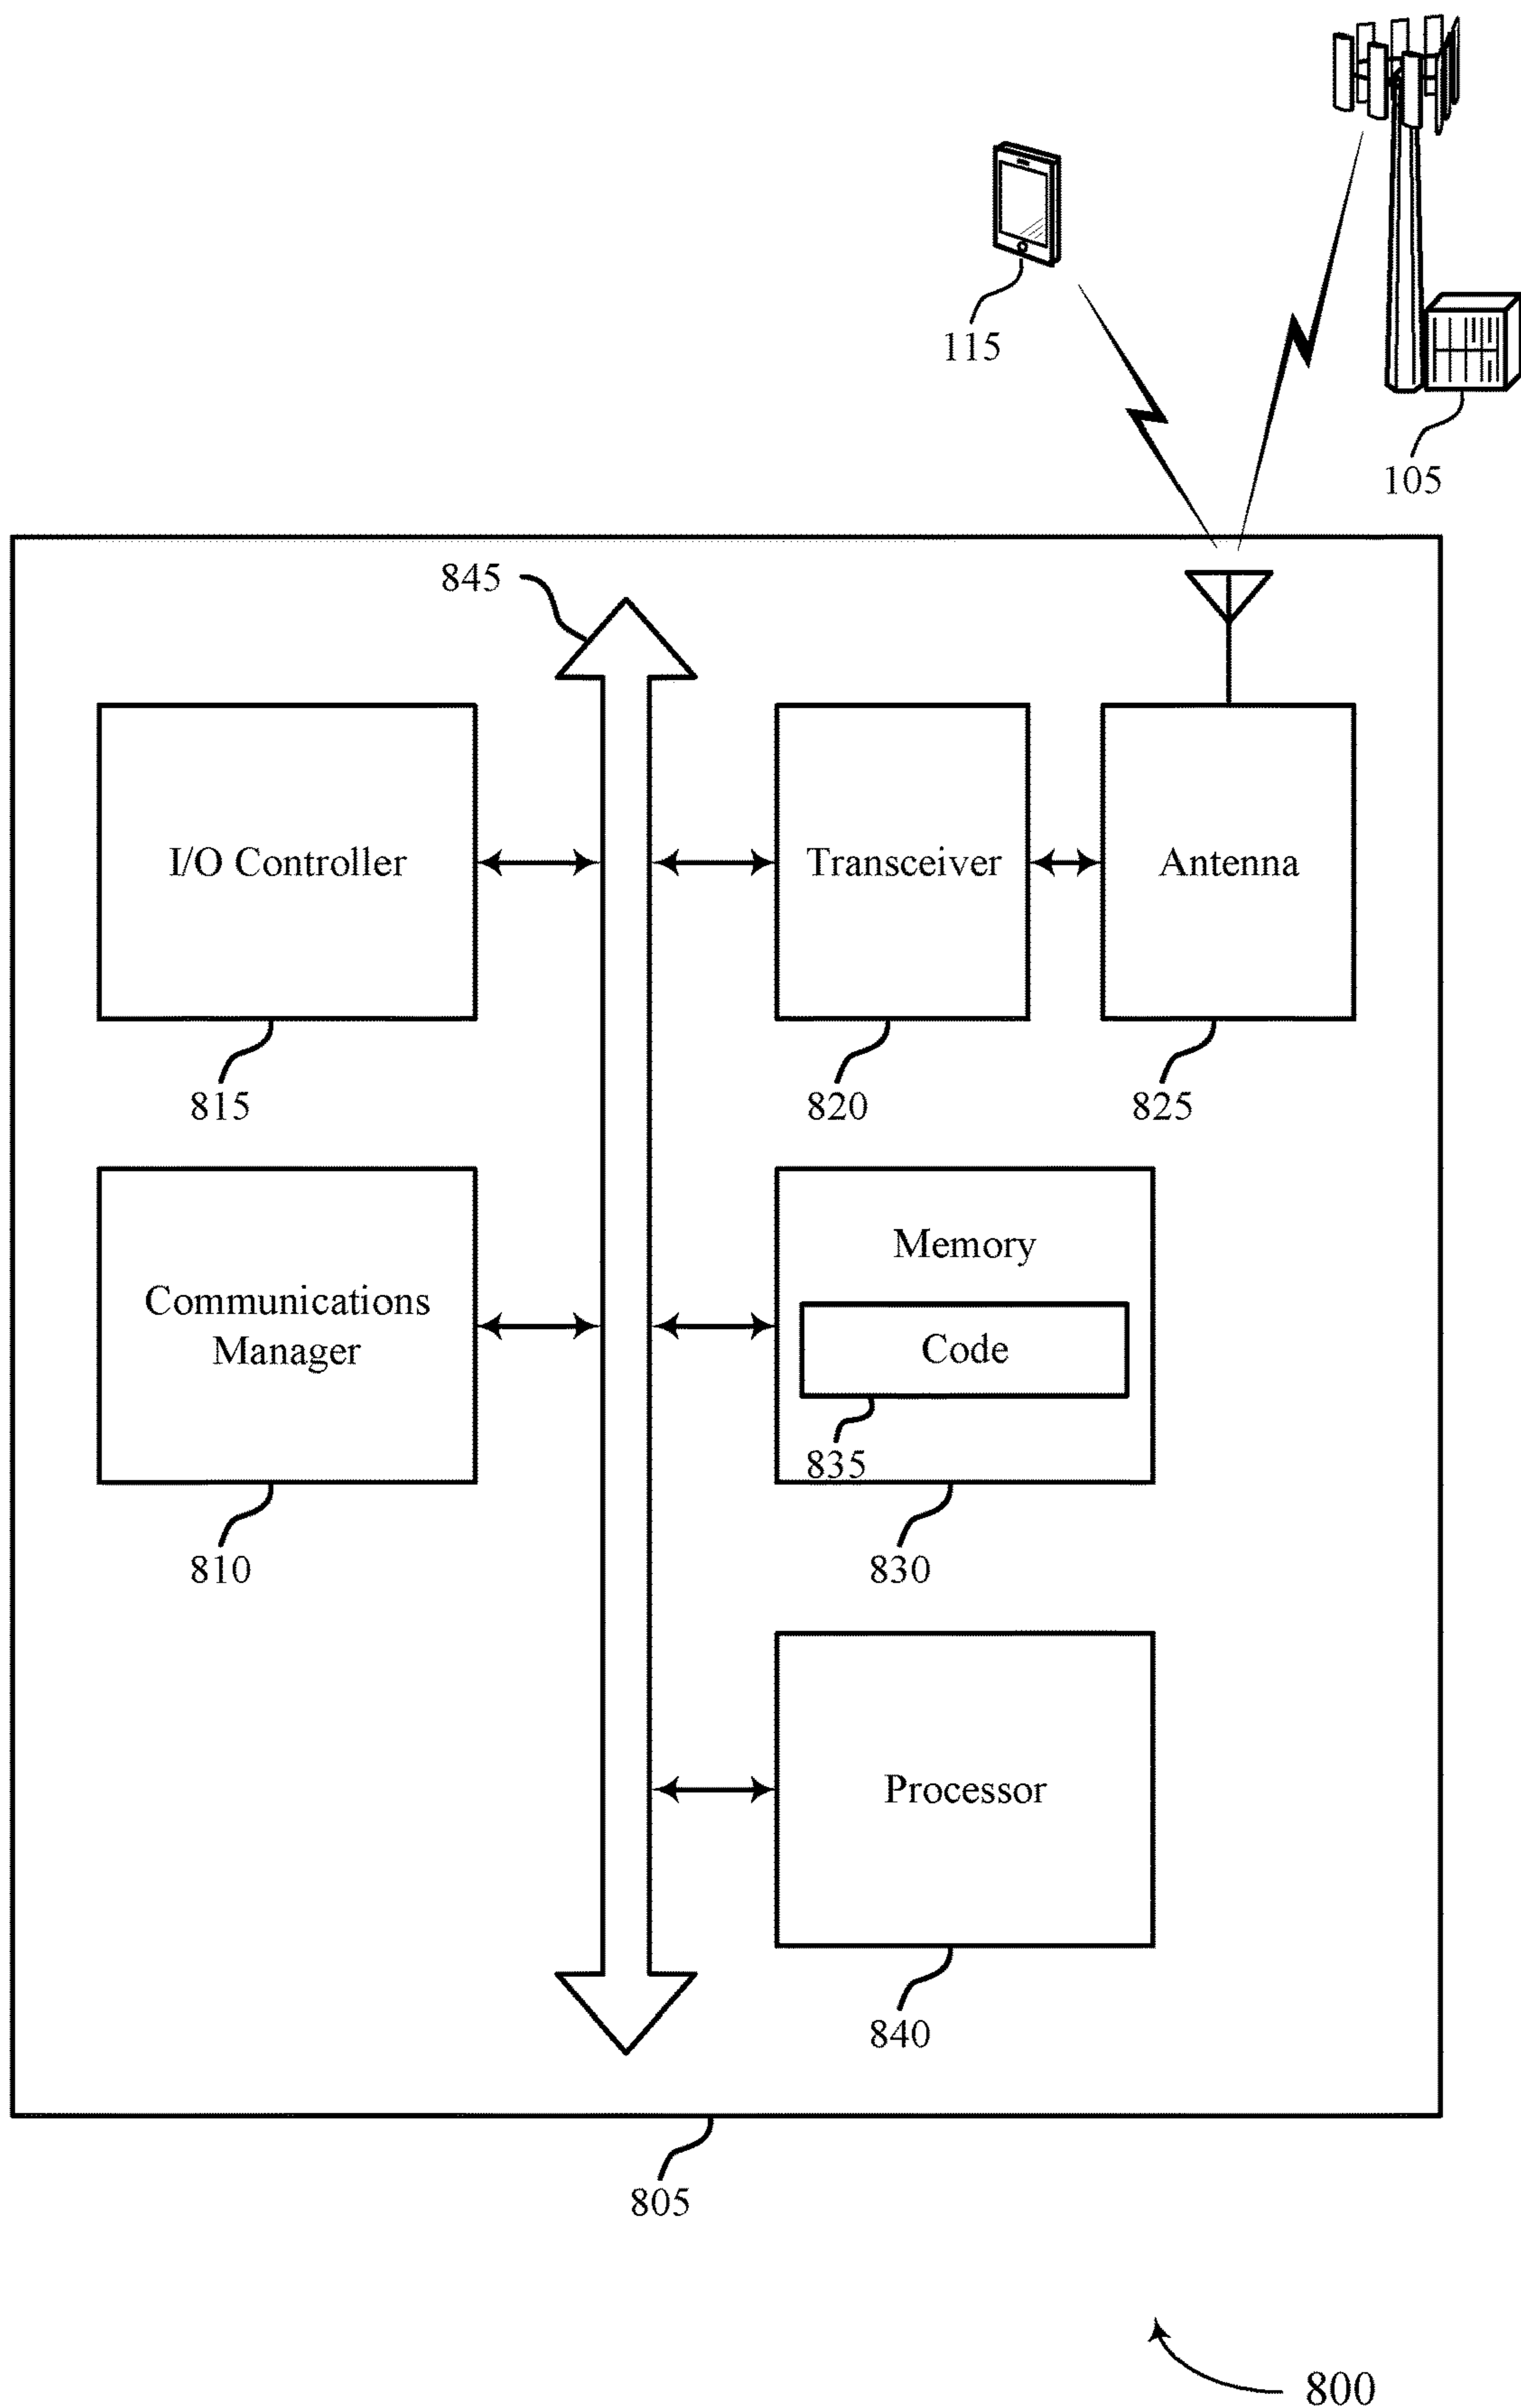 115
105
845
I/O Controller
Transceiver
Antenna
815
820
825
Communications
Manager
Memory
Code
835
810
830
Processor
840
805
800